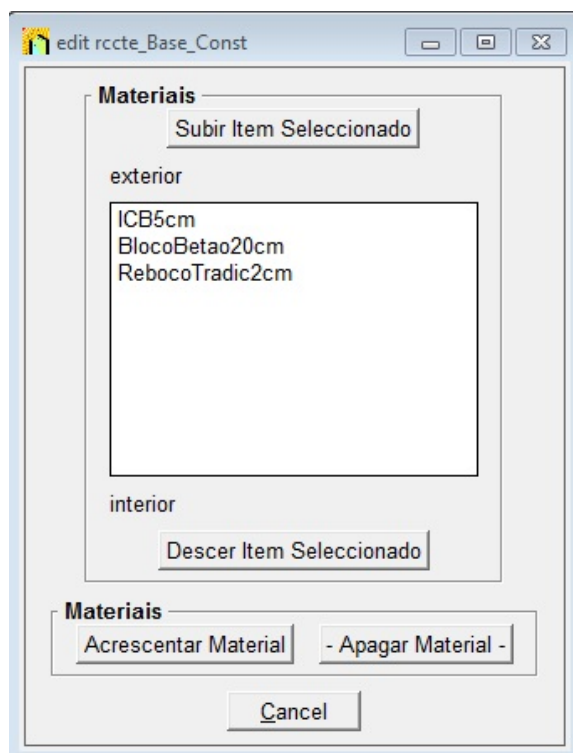 edit rccte_Base_Const
Materiais
Subir Item Seleccionado
exterior
ICB5cm
BlocoBetao20cm
RebocoTradic2cm
interior
Descer Item Seleccionado
Materiais
Acrescentar Material
- Apagar Material -
Cancel